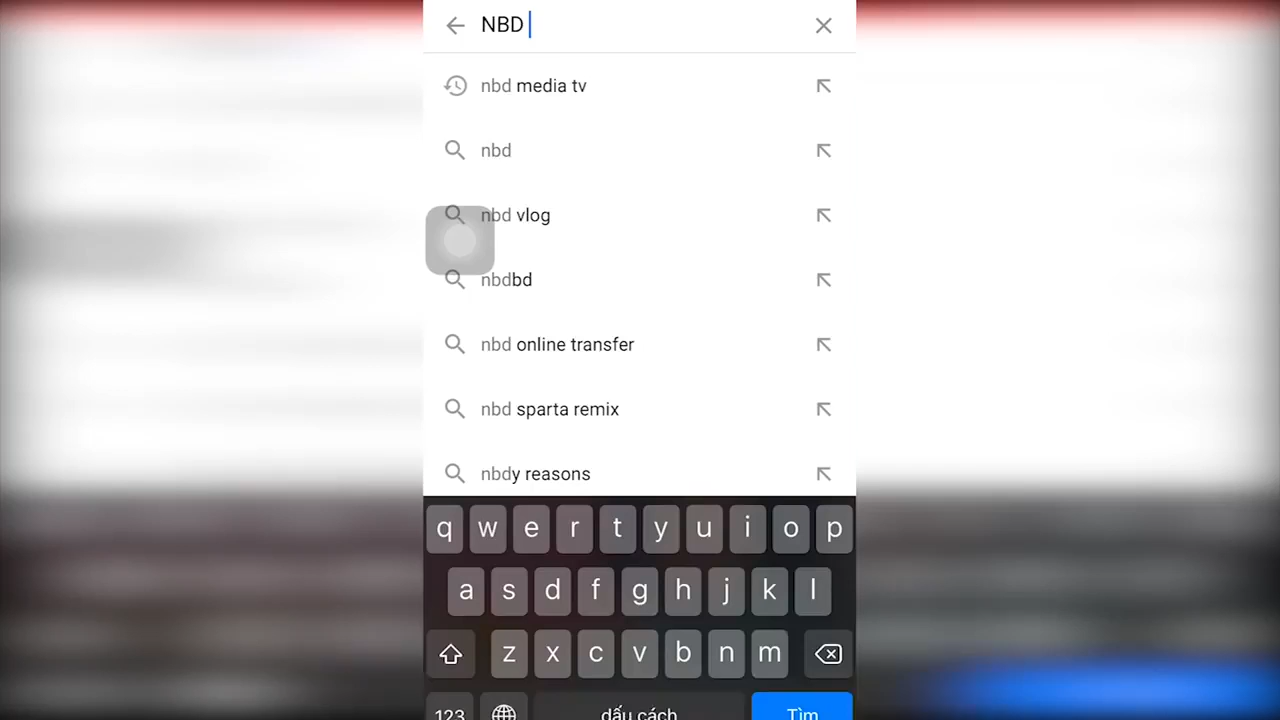 NBD
nbd media tv
nbd
nbd vlog
nbdbd
nbd online transfer
nbd sparta remix
nbdy reasons
q w e r t y u i o p
a s d f g h j k l
z x c v b n m
123 dấu cách Tìm